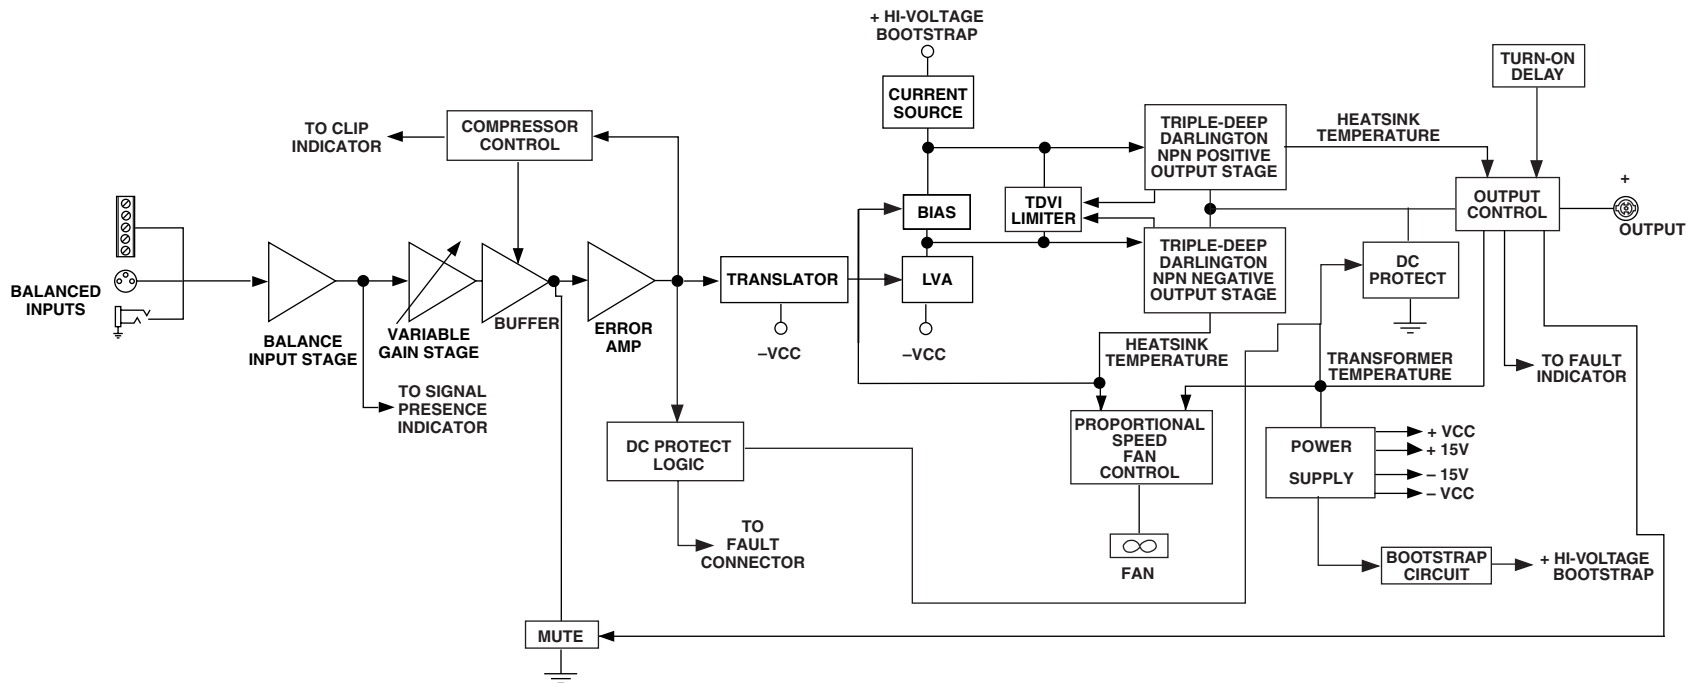 + HI-VOLTAGE
BOOTSTRAP
CURRENT
SOURCE
TURN-ON
DELAY
TO CLIP
INDICATOR
COMPRESSOR
CONTROL
TRIPLE-DEEP
DARLINGTON
NPN POSITIVE
OUTPUT STAGE
HEATSINK
TEMPERATURE
BIAS
TDVI
LIMITER
OUTPUT
CONTROL
+
OUTPUT
BALANCED
INPUTS
BALANCE
INPUT STAGE
VARIABLE
GAIN STAGE
BUFFER
ERROR
AMP
TRANSLATOR
–VCC
LVA
–VCC
TRIPLE-DEEP
DARLINGTON
NPN NEGATIVE
OUTPUT STAGE
DC
PROTECT
HEATSINK
TEMPERATURE
TRANSFORMER
TEMPERATURE
TO FAULT
INDICATOR
TO SIGNAL
PRESENCE
INDICATOR
DC PROTECT
LOGIC
PROPORTIONAL
SPEED
FAN
CONTROL
POWER
SUPPLY
+ VCC
+ 15V
– 15V
– VCC
TO
FAULT
CONNECTOR
FAN
BOOTSTRAP
CIRCUIT
+ HI-VOLTAGE
BOOTSTRAP
MUTE